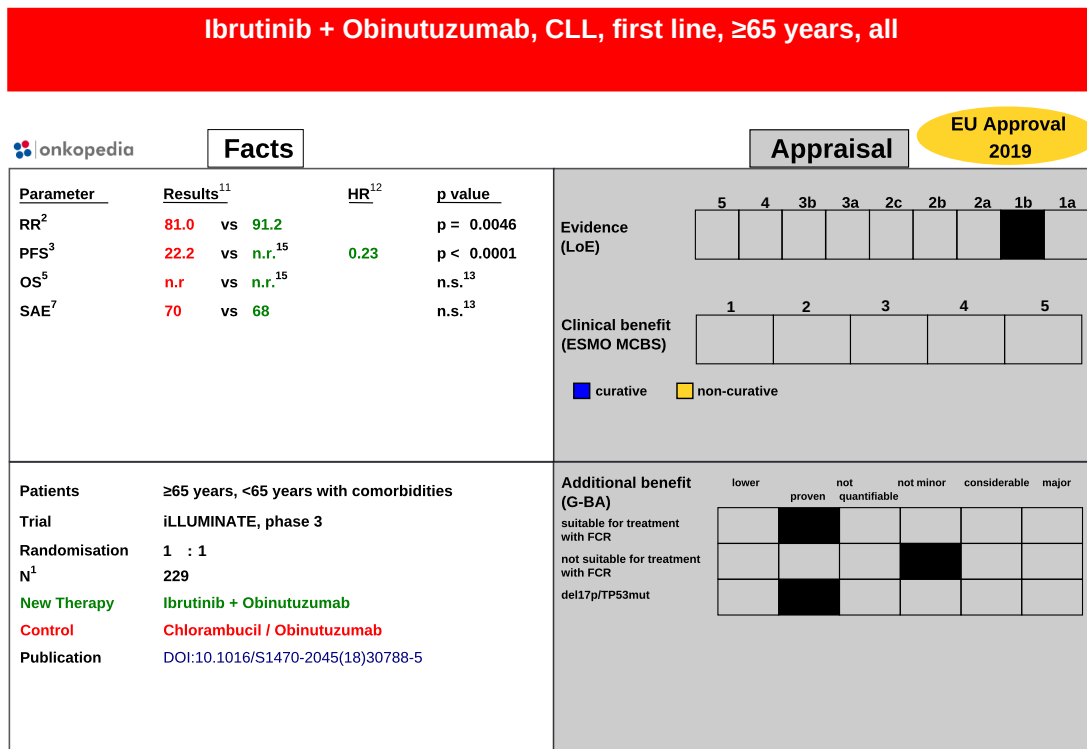 Ibrutinib + Obinutuzumab, CLL, first line, ≥65 years, all
onkopedia
Facts
Appraisal
EU Approval
2019
Parameter Results11 HR12 p value
RR2 81.0 vs 91.2 p = 0.0046
PFS3 22.2 vs n.r.15 0.23 p < 0.0001
OS5 n.r vs n.r.15 n.s.13
SAE7 70 vs 68 n.s.13
5 4 3b 3a 2c 2b 2a 1b 1a
Evidence
(LoE)
1 2 3 4 5
Clinical benefit
(ESMO MCBS)
curative non-curative
Patients ≥65 years, <65 years with comorbidities
Trial iLLUMINATE, phase 3
Randomisation 1 : 1
N1 229
New Therapy Ibrutinib + Obinutuzumab
Control Chlorambucil / Obinutuzumab
Publication DOI:10.1016/S1470-2045(18)30788-5
Additional benefit
(G-BA)
lower not not minor considerable major
proven quantifiable
suitable for treatment
with FCR
not suitable for treatment
with FCR
del17p/TP53mut